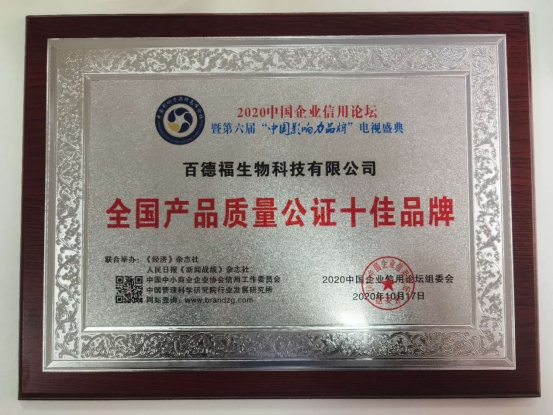 2020中国企业信用论坛
暨第六届“中国影响力品牌”电视盛典
百德福生物科技有限公司
全国产品质量公证十佳品牌
联合举办：《经济》杂志社
人民日报《新闻战线》杂志社
中国中小商业企业协会信用工作委员会
中国管理科学研究院行业发展研究所
网站查询：www.brandzg.com
2020中国企业信用论坛组委会
2020年10月17日